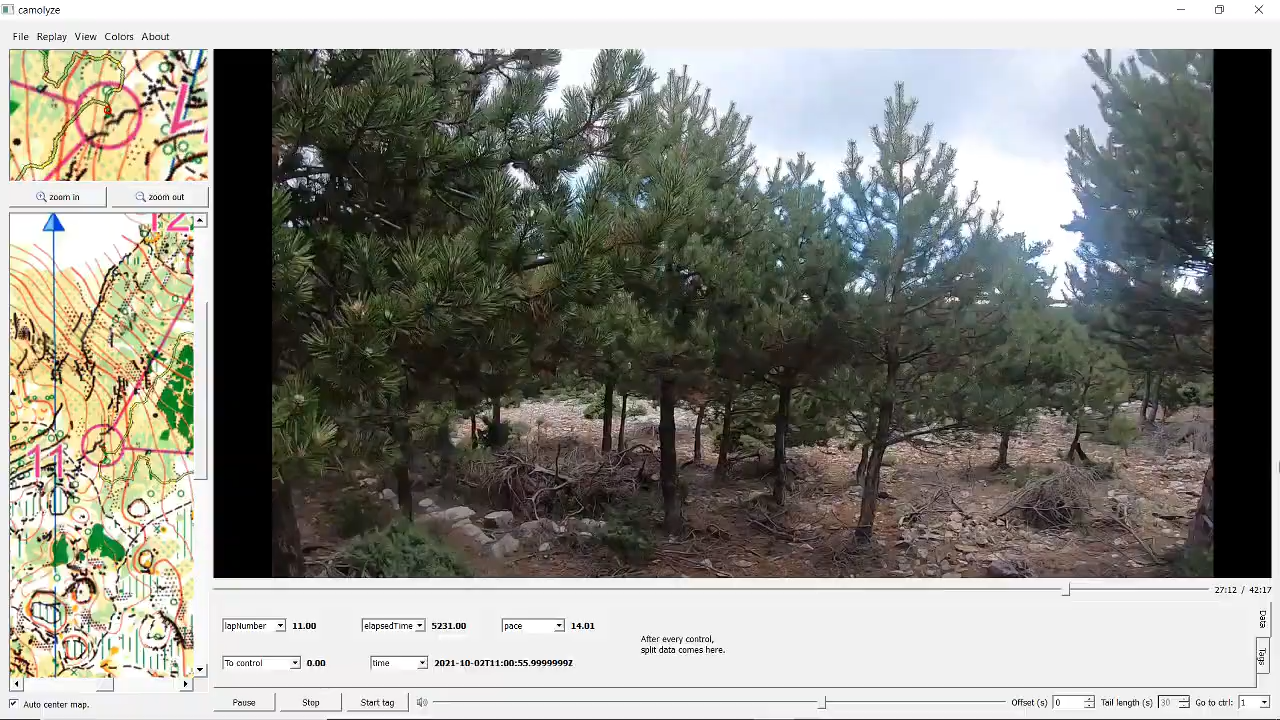 camolyze
File Replay View Colors About
zoom in zoom out
12
11
27:12 / 42:17
lapNumber 11.00 elapsedTime 5231.00 pace 14.01
After every control,
split data comes here.
To control 0.00 time 2021-10-02T11:00:55.9999999Z
Data
Tags
Auto center map.
Pause Stop Start tag Offset (s) 0 Tail length (s) 30 Go to ctrl: 1